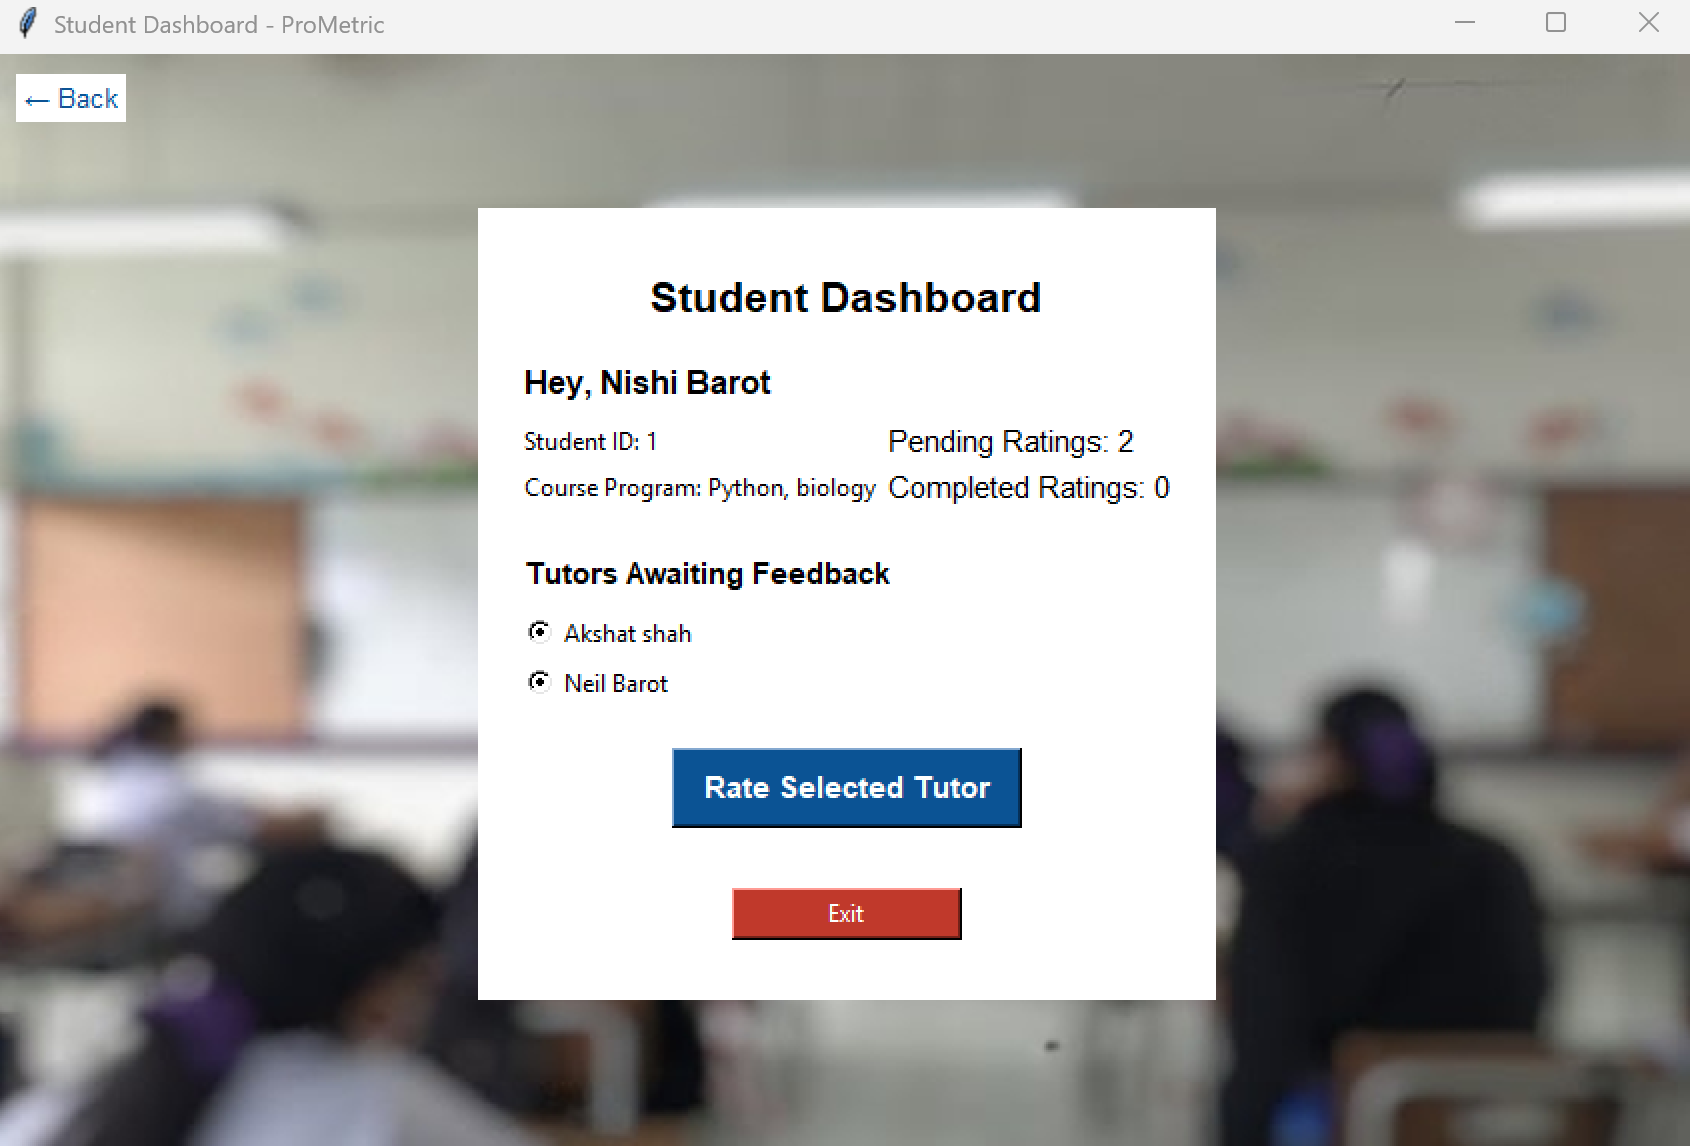 Student Dashboard - ProMetric
← Back
Student Dashboard
Hey, Nishi Barot
Student ID: 1
Pending Ratings: 2
Course Program: Python, biology
Completed Ratings: 0
Tutors Awaiting Feedback
Akshat shah
Neil Barot
Rate Selected Tutor
Exit